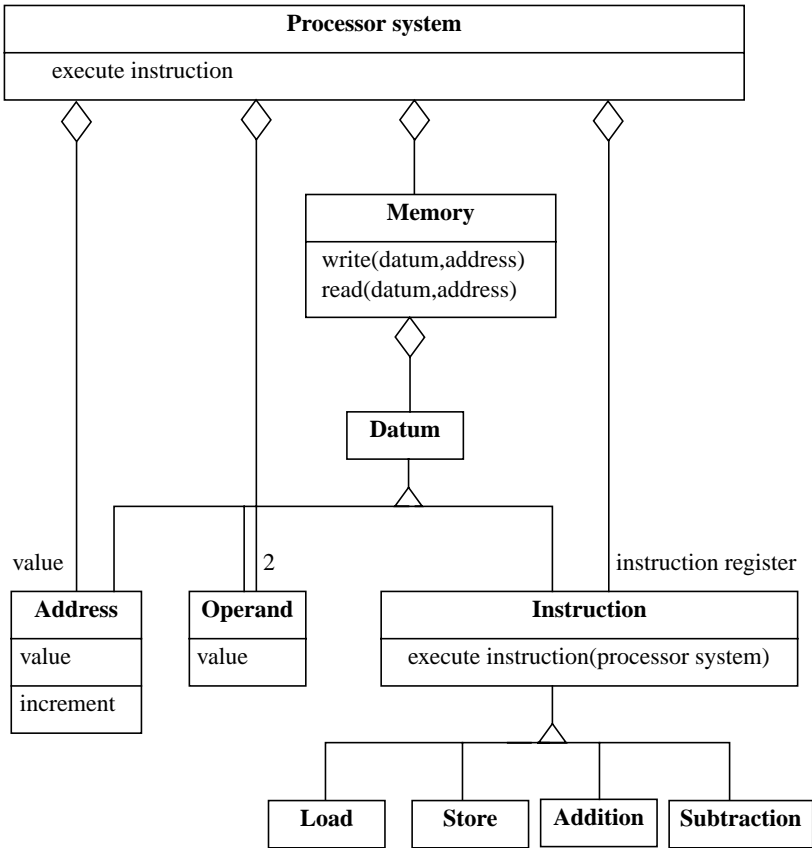 Processor system
execute instruction
Memory
write(datum,address)
read(datum,address)
Datum
value
2
instruction register
Address
value
increment
Operand
value
Instruction
execute instruction(processor system)
Load
Store
Addition
Subtraction